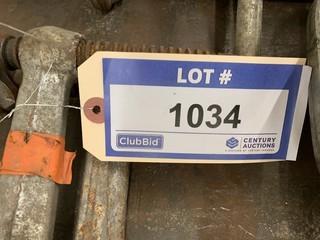 LOT #
1034
ClubBid
CENTURY
AUCTIONS